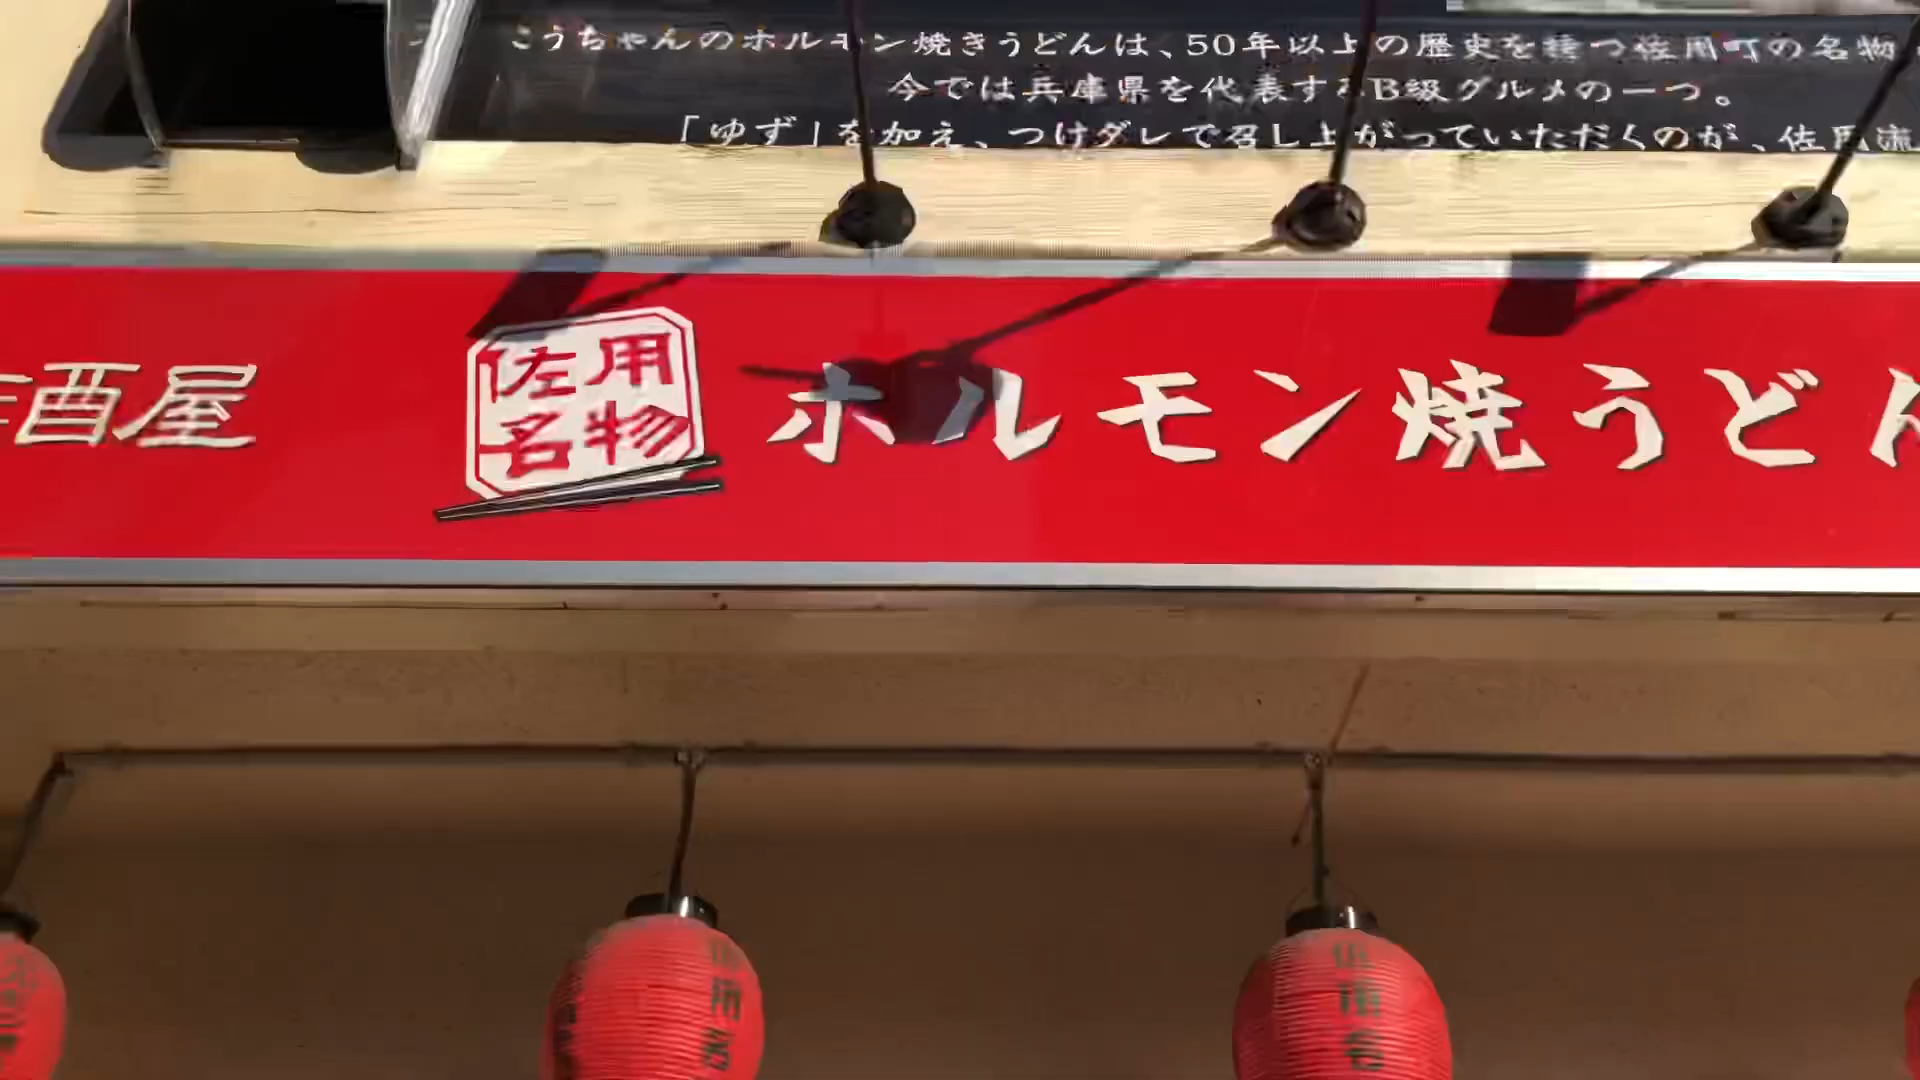 こうちゃんのホルモン焼きうどんは、50年以上の歴史を持つ佐用町の名物
今では兵庫県を代表するB級グルメの一つ。
「ゆず」を加え、つけダレで召し上がっていただくのが、佐用流
酒屋
佐用
名物
ホルモン焼うどん